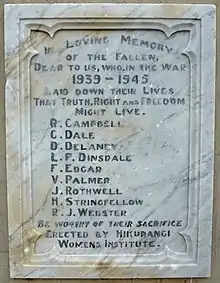 In Loving Memory
of the Fallen,
Dear to us, who, in the War
1939-1945,
Laid down their Lives
That Truth, Right and Freedom
Might Live.
R. Campbell.
C. Dale
D. Delaney
L. P. Dinsdale
F. Edgar
V. Palmer
J. Rothwell
H. Stringfellow
R. J. Webster
Be worthy of their Sacrifice
Erected by Hikurangi
Womens Institute.